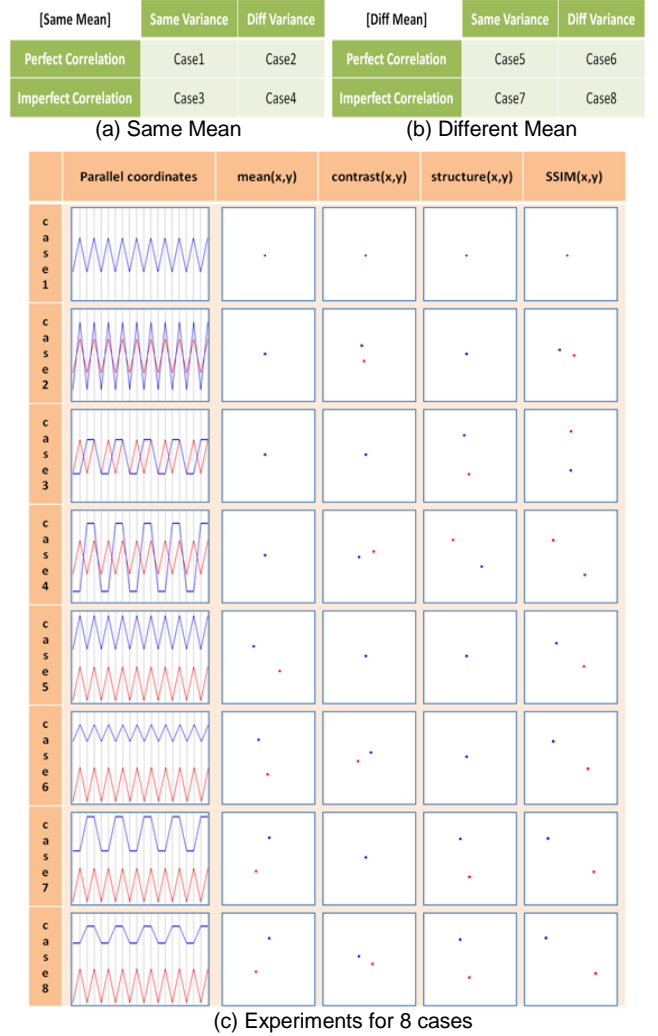 [Same Mean] Same Variance Diff Variance
Perfect Correlation Case1 Case2
Imperfect Correlation Case3 Case4
(a) Same Mean
[Diff Mean] Same Variance Diff Variance
Perfect Correlation Case5 Case6
Imperfect Correlation Case7 Case8
(b) Different Mean
Parallel coordinates mean(x,y) contrast(x,y) structure(x,y) SSIM(x,y)
case1
case2
case3
case4
case5
case6
case7
case8
(c) Experiments for 8 cases